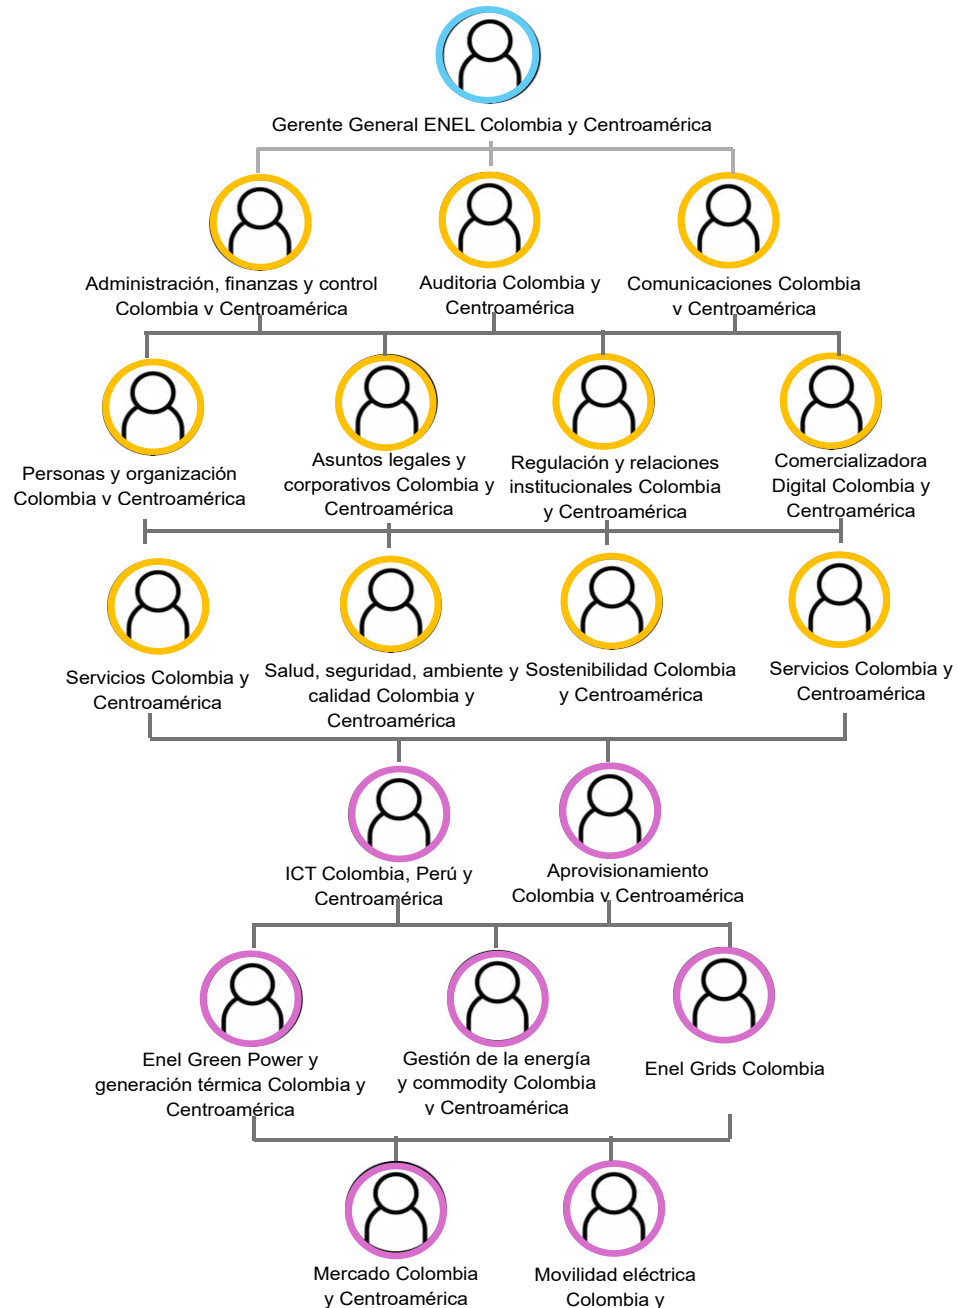 Gerente General ENEL Colombia y Centroamérica
Administración, finanzas y control
Colombia y Centroamérica
Auditoria Colombia y
Centroamérica
Comunicaciones Colombia
y Centroamérica
Personas y organización
Colombia y Centroamérica
Asuntos legales y
corporativos Colombia y
Centroamérica
Regulación y relaciones
institucionales Colombia
y Centroamérica
Comercializadora
Digital Colombia y
Centroamérica
Servicios Colombia y
Centroamérica
Salud, seguridad, ambiente y
calidad Colombia y
Centroamérica
Sostenibilidad Colombia
y Centroamérica
Servicios Colombia y
Centroamérica
ICT Colombia, Perú y
Centroamérica
Aprovisionamiento
Colombia y Centroamérica
Enel Green Power y
generación térmica Colombia y
Centroamérica
Gestión de la energía
y commodity Colombia
y Centroamérica
Enel Grids Colombia
Mercado Colombia
y Centroamérica
Movilidad eléctrica
Colombia y